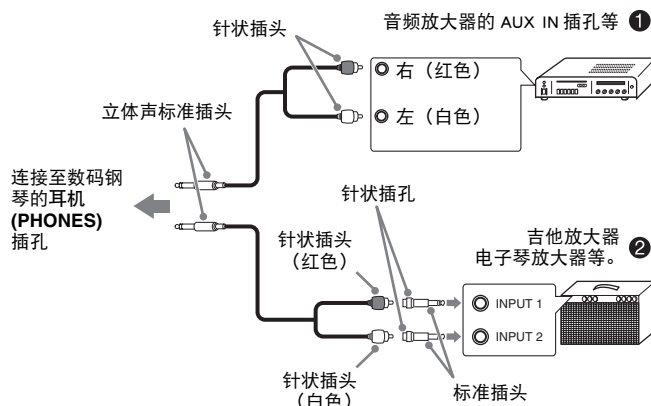 音频放大器的 AUX IN 插孔等 ❶
针状插头
右（红色）
左（白色）
立体声标准插头
连接至数码钢
琴的耳机
(PHONES)
插孔
针状插孔
吉他放大器
电子琴放大器等。 ❷
针状插头
（红色）
INPUT 1
INPUT 2
针状插头
（白色）
标准插头